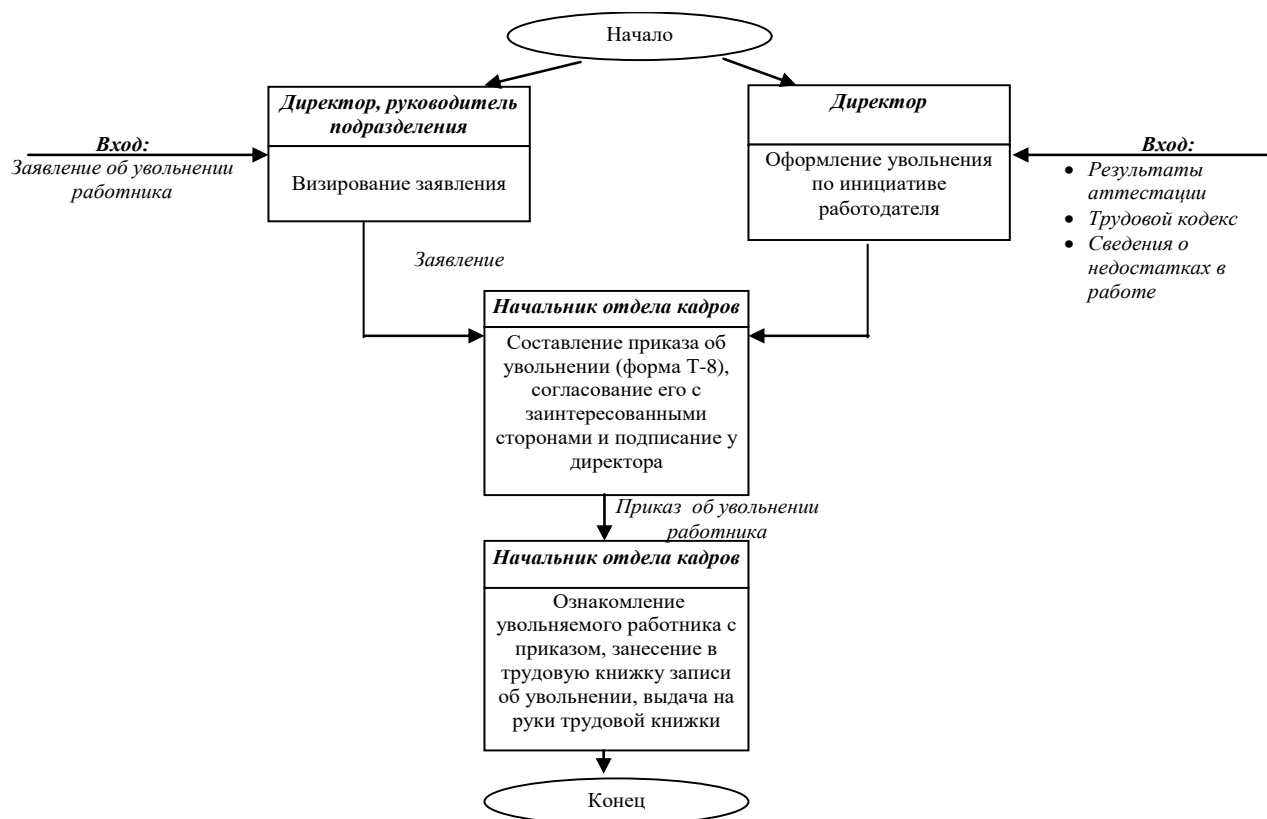 Начало
Директор, руководитель
подразделения
Директор
Вход:
Заявление об увольнении
работника
Визирование заявления
Оформление увольнения
по инициативе
работодателя
Вход:
• Результаты
аттестации
• Трудовой кодекс
• Сведения о
недостатках в
работе
Заявление
Начальник отдела кадров
Составление приказа об
увольнении (форма Т-8),
согласование его с
заинтересованными
сторонами и подписание у
директора
Приказ об увольнении
работника
Начальник отдела кадров
Ознакомление
увольняемого работника с
приказом, занесение в
трудовую книжку записи
об увольнении, выдача на
руки трудовой книжки
Конец